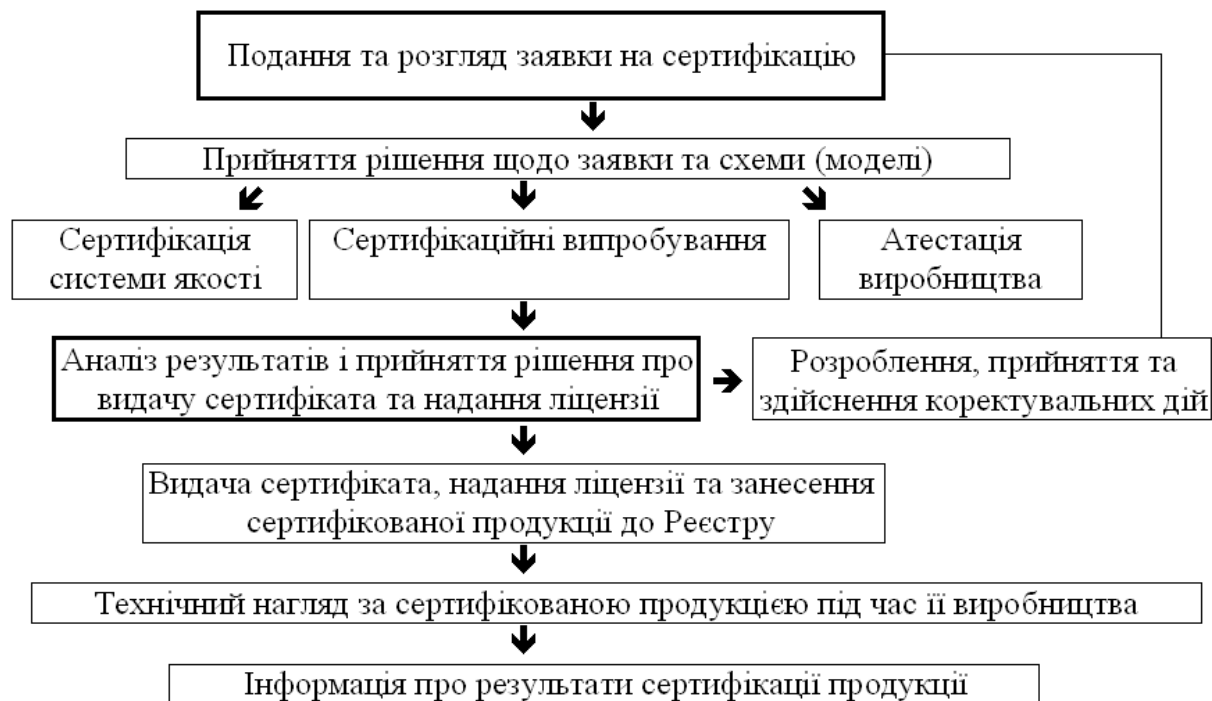 Подання та розгляд заявки на сертифікацію
Прийняття рішення щодо заявки та схеми (моделі)
Сертифікація
системи якості
Сертифікаційні випробування
Атестація
виробництва
Аналіз результатів і прийняття рішення про
видачу сертифіката та надання ліцензії
Розроблення, прийняття та
здійснення коректувальних дій
Видача сертифіката, надання ліцензії та занесення
сертифікованої продукції до Реєстру
Технічний нагляд за сертифікованою продукцією під час її виробництва
Інформація про результати сертифікації продукції